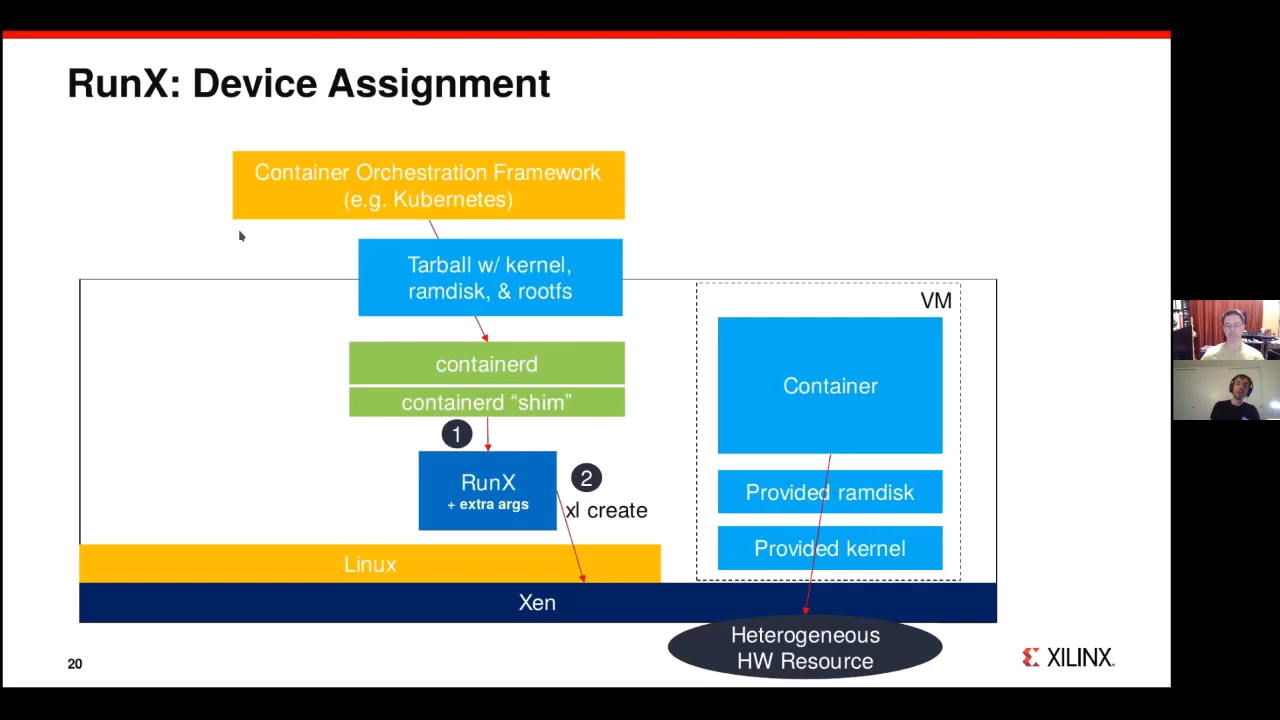 RunX: Device Assignment
Container Orchestration Framework
(e.g. Kubernetes)
Tarball w/ kernel,
ramdisk, & rootfs
containerd
containerd “shim”
1
RunX
+ extra args
2
xl create
Linux
Xen
VM
Container
Provided ramdisk
Provided kernel
Heterogeneous
HW Resource
20
XILINX.